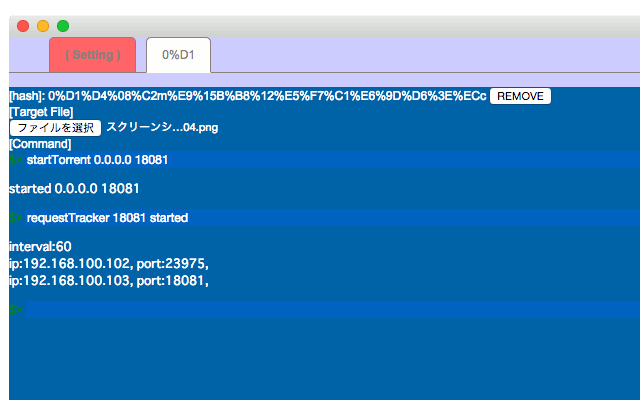 ( Setting ) 0%D1
[hash]: 0%D1%D4%08%C2m%E9%15B%B8%12%E5%F7%C1%E6%9D%D6%3E%ECc REMOVE
[Target File]
ファイルを選択 スクリーンシ...04.png
[Command]
$> startTorrent 0.0.0.0 18081
started 0.0.0.0 18081
$> requestTracker 18081 started
interval:60
ip:192.168.100.102, port:23975,
ip:192.168.100.103, port:18081,
$>